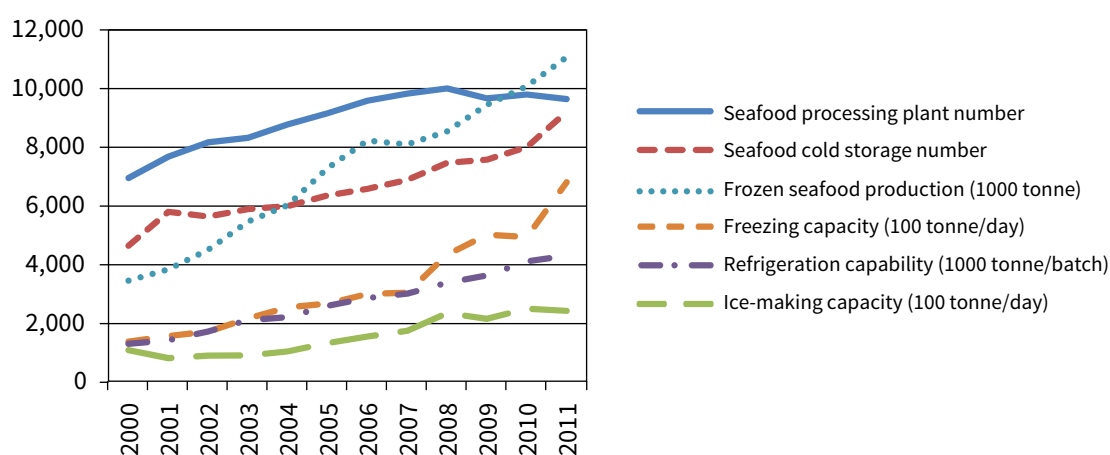 12,000
10,000
8,000
6,000
4,000
2,000
0
2000 2001 2002 2003 2004 2005 2006 2007 2008 2009 2010 2011
Seafood processing plant number
Seafood cold storage number
Frozen seafood production (1000 tonne)
Freezing capacity (100 tonne/day)
Refrigeration capability (1000 tonne/batch)
Ice-making capacity (100 tonne/day)